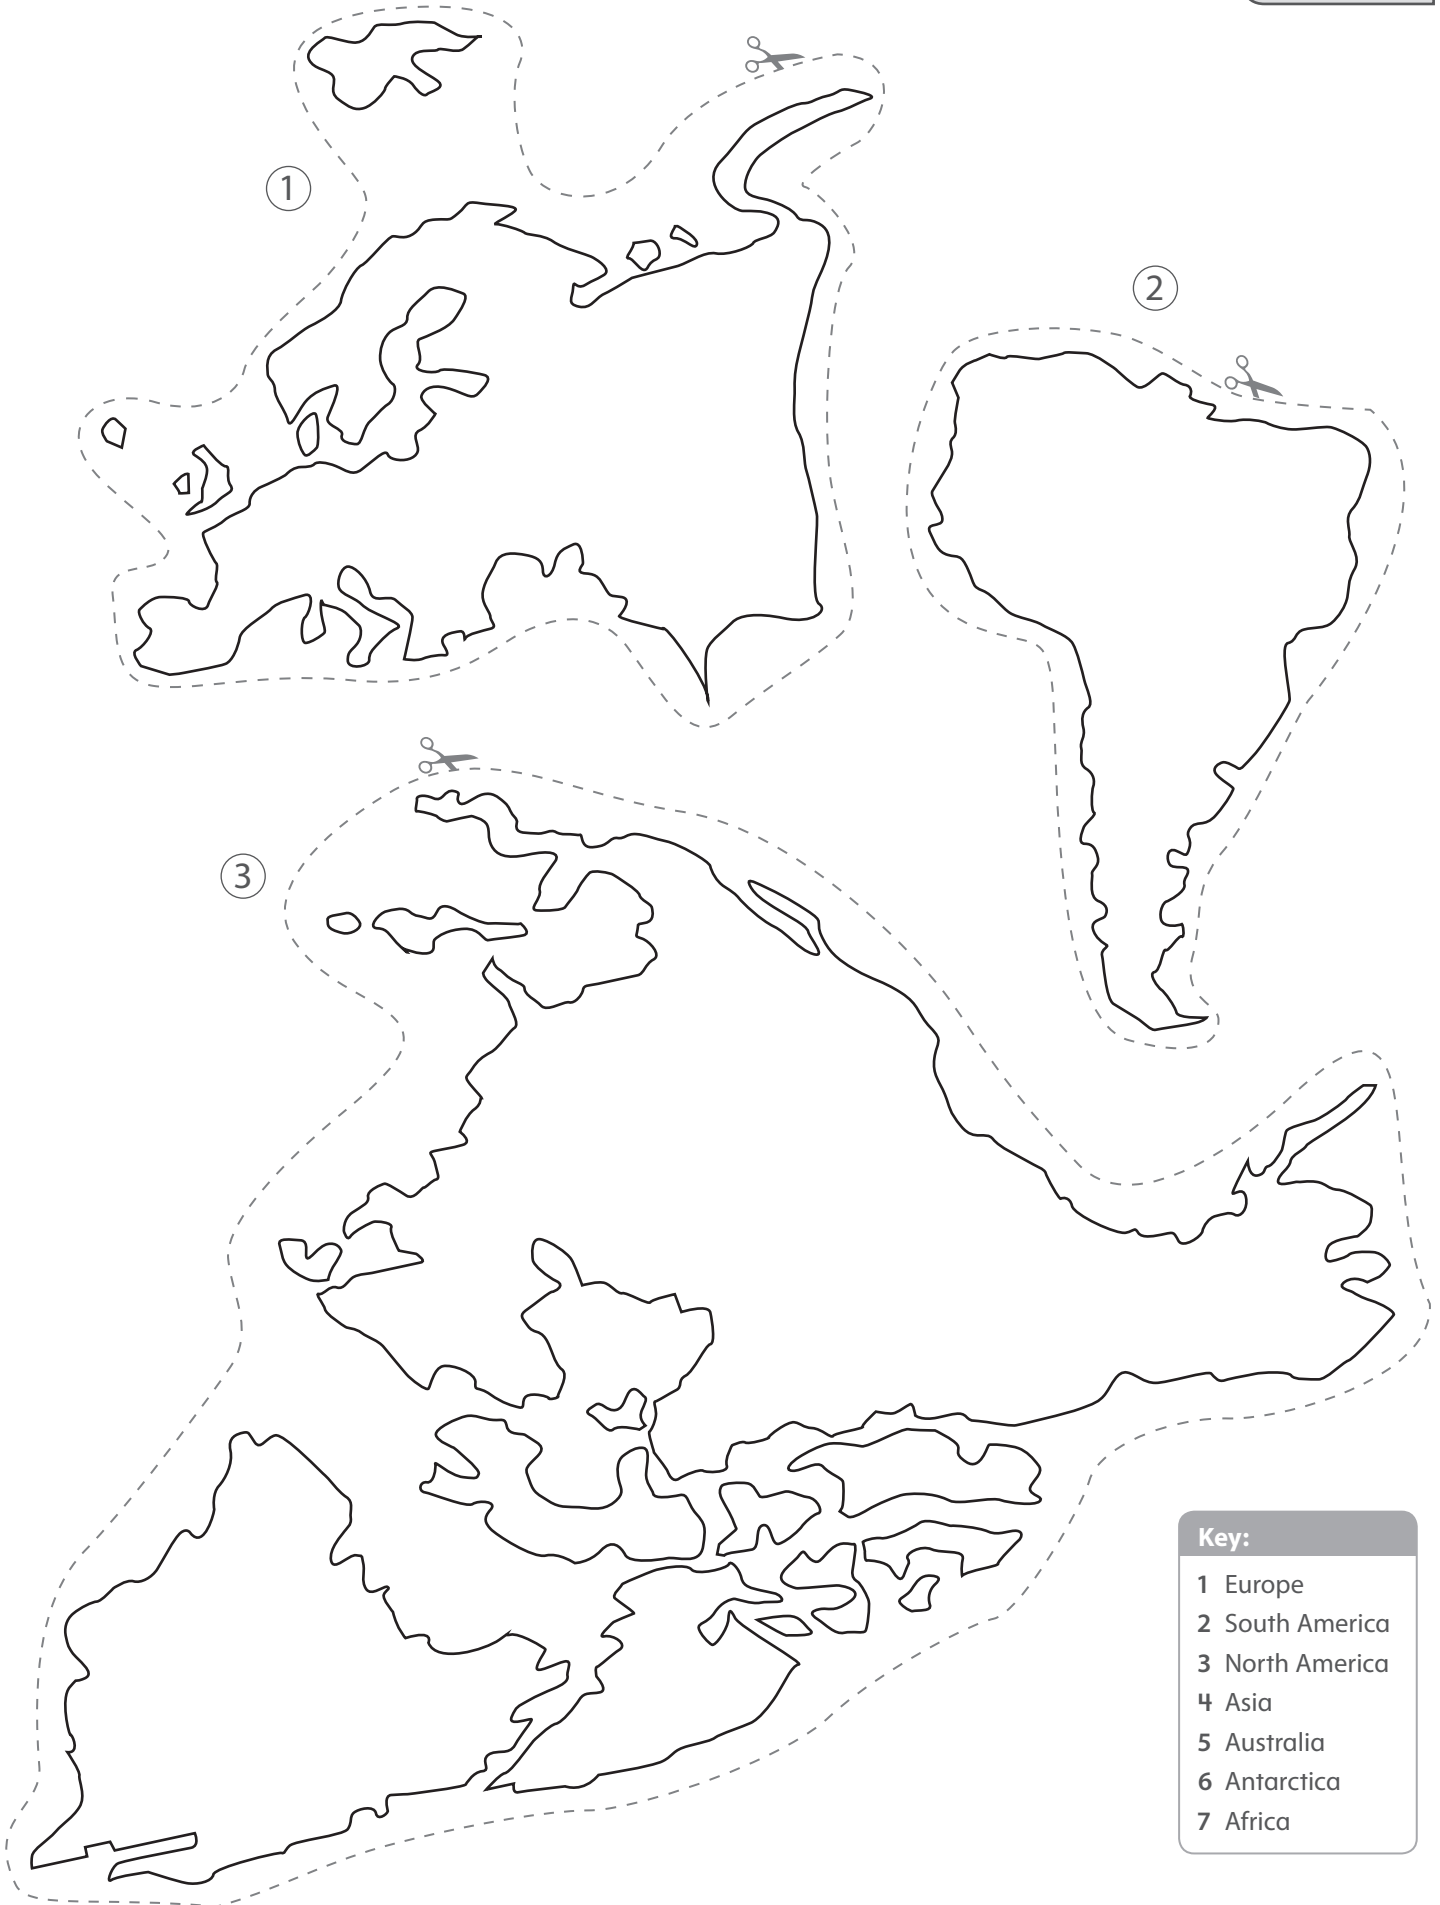 1
2
3
Key:
1 Europe
2 South America
3 North America
4 Asia
5 Australia
6 Antarctica
7 Africa